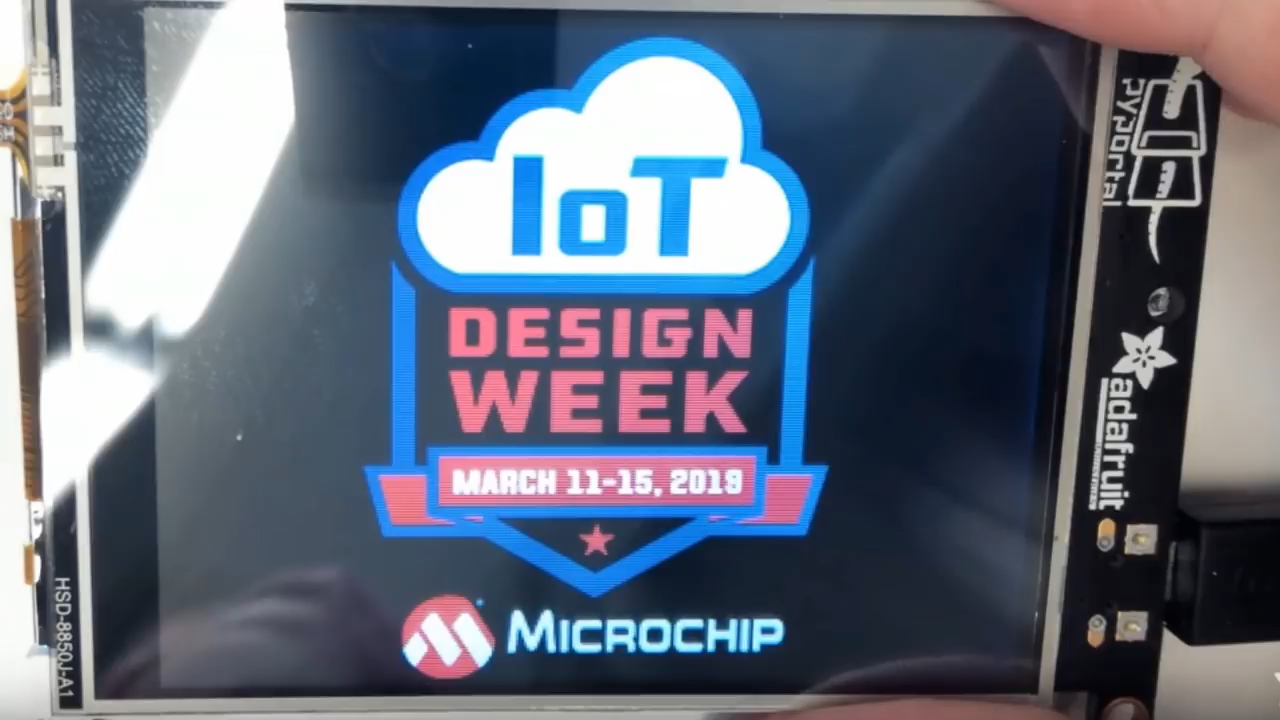 IoT
DESIGN
WEEK
MARCH 11-15, 2019
MICROCHIP
pyportal
adafruit
HSD-8850J-A1